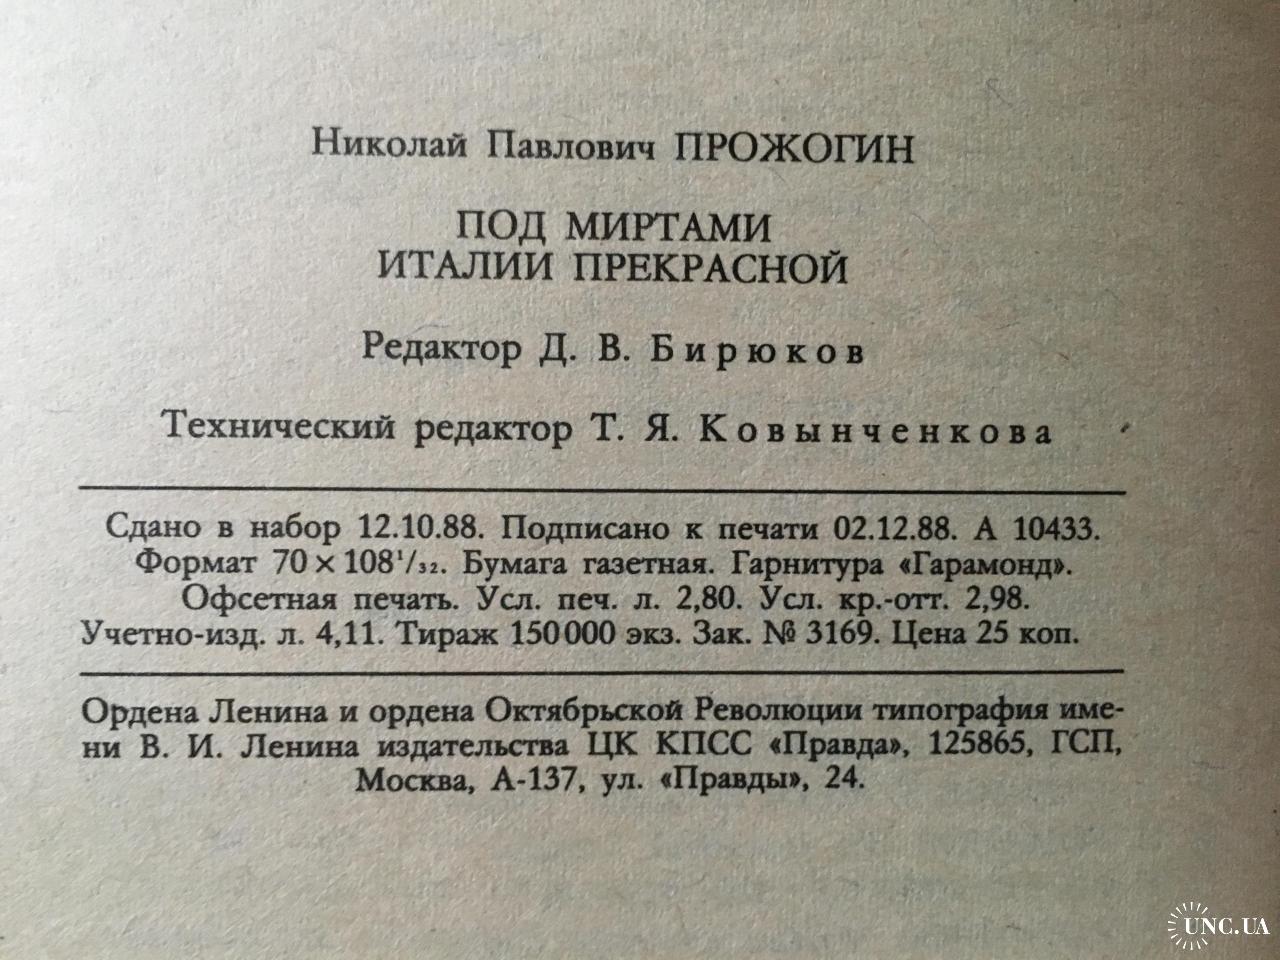 Николай Павлович ПРОЖОГИН
ПОД МИРТАМИ
ИТАЛИИ ПРЕКРАСНОЙ
Редактор Д. В. Бирюков
Технический редактор Т. Я. Ковынченкова
Сдано в набор 12.10.88. Подписано к печати 02.12.88. А 10433.
Формат 70 × 108¹/₃₂. Бумага газетная. Гарнитура «Гарамонд».
Офсетная печать. Усл. печ. л. 2,80. Усл. кр.-отт. 2,98.
Учетно-изд. л. 4,11. Тираж 150 000 экз. Зак. № 3169. Цена 25 коп.
Ордена Ленина и ордена Октябрьской Революции типография име-
ни В. И. Ленина издательства ЦК КПСС «Правда», 125865, ГСП,
Москва, А-137, ул. «Правды», 24.
UNC.UA